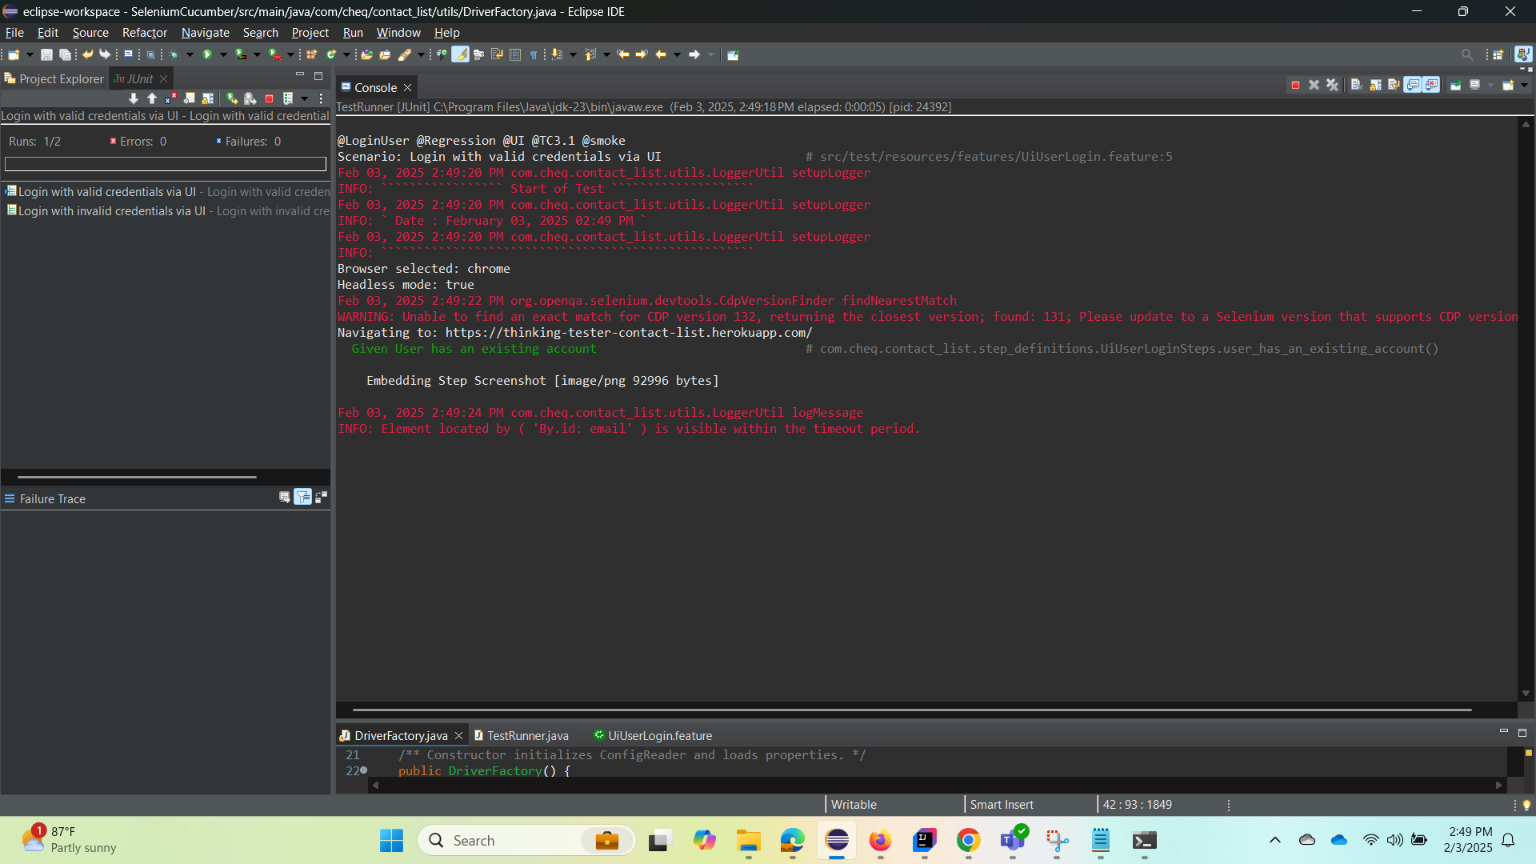 eclipse-workspace - SeleniumCucumber/src/main/java/com/cheq/contact_list/utils/DriverFactory.java - Eclipse IDE
File Edit Source Refactor Navigate Search Project Run Window Help
Project Explorer JUnit
Console
TestRunner [JUnit] C:\Program Files\Java\jdk-23\bin\javaw.exe (Feb 3, 2025, 2:49:18 PM elapsed: 0:00:05) [pid: 24392]
Login with valid credentials via UI - Login with valid credential
Runs: 1/2 Errors: 0 Failures: 0
Login with valid credentials via UI - Login with valid creden
Login with invalid credentials via UI - Login with invalid cre
Failure Trace
@LoginUser @Regression @UI @TC3.1 @smoke
Scenario: Login with valid credentials via UI # src/test/resources/features/UiUserLogin.feature:5
Feb 03, 2025 2:49:20 PM com.cheq.contact_list.utils.LoggerUtil setupLogger
INFO: ````````````````` Start of Test ````````````````````
Feb 03, 2025 2:49:20 PM com.cheq.contact_list.utils.LoggerUtil setupLogger
INFO: ` Date : February 03, 2025 02:49 PM `
Feb 03, 2025 2:49:20 PM com.cheq.contact_list.utils.LoggerUtil setupLogger
INFO: ````````````````````````````````````````````````````
Browser selected: chrome
Headless mode: true
Feb 03, 2025 2:49:22 PM org.openqa.selenium.devtools.CdpVersionFinder findNearestMatch
WARNING: Unable to find an exact match for CDP version 132, returning the closest version; found: 131; Please update to a Selenium version that supports CDP version
Navigating to: https://thinking-tester-contact-list.herokuapp.com/
Given User has an existing account # com.cheq.contact_list.step_definitions.UiUserLoginSteps.user_has_an_existing_account()
Embedding Step Screenshot [image/png 92996 bytes]
Feb 03, 2025 2:49:24 PM com.cheq.contact_list.utils.LoggerUtil logMessage
INFO: Element located by ( 'By.id: email' ) is visible within the timeout period.
DriverFactory.java TestRunner.java UiUserLogin.feature
21 /** Constructor initializes ConfigReader and loads properties. */
22 public DriverFactory() {
Writable Smart Insert 42 : 93 : 1849
1
87°F
Partly sunny
Search
2:49 PM
2/3/2025